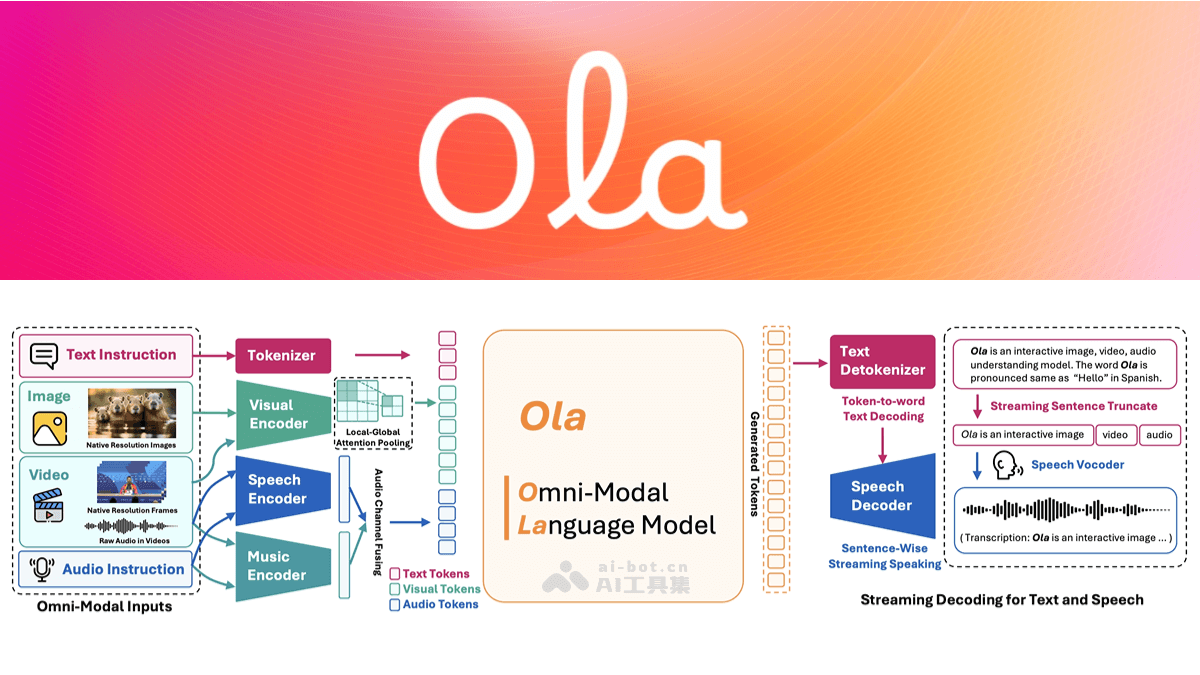 Ola
Text Instruction
Image
Native Resolution Images
Video
Native Resolution Frames
Raw Audio in Videos
Audio Instruction
Omni-Modal Inputs
Tokenizer
Visual
Encoder
Local-Global
Attention Pooling
Speech
Encoder
Music
Encoder
Audio Channel Fusing
Text Tokens
Visual Tokens
Audio Tokens
Ola
Omni-Modal
Language Model
ai-bot.cn
AI工具集
Generated Tokens
Text
Detokenizer
Token-to-word
Text Decoding
Speech
Decoder
Sentence-Wise
Streaming Speaking
Ola is an interactive image, video, audio
understanding model. The word Ola is
pronounced same as “Hello” in Spanish.
Streaming Sentence Truncate
Ola is an interactive image
video
audio
Speech Vocoder
( Transcription: Ola is an interactive image ... )
Streaming Decoding for Text and Speech